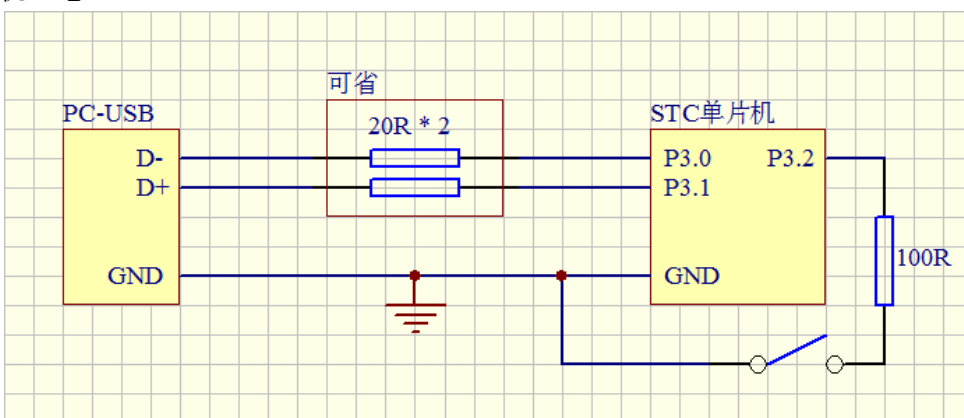 可省
PC-USB
STC单片机
20R * 2
D-
P3.0
P3.2
D+
P3.1
100R
GND
GND